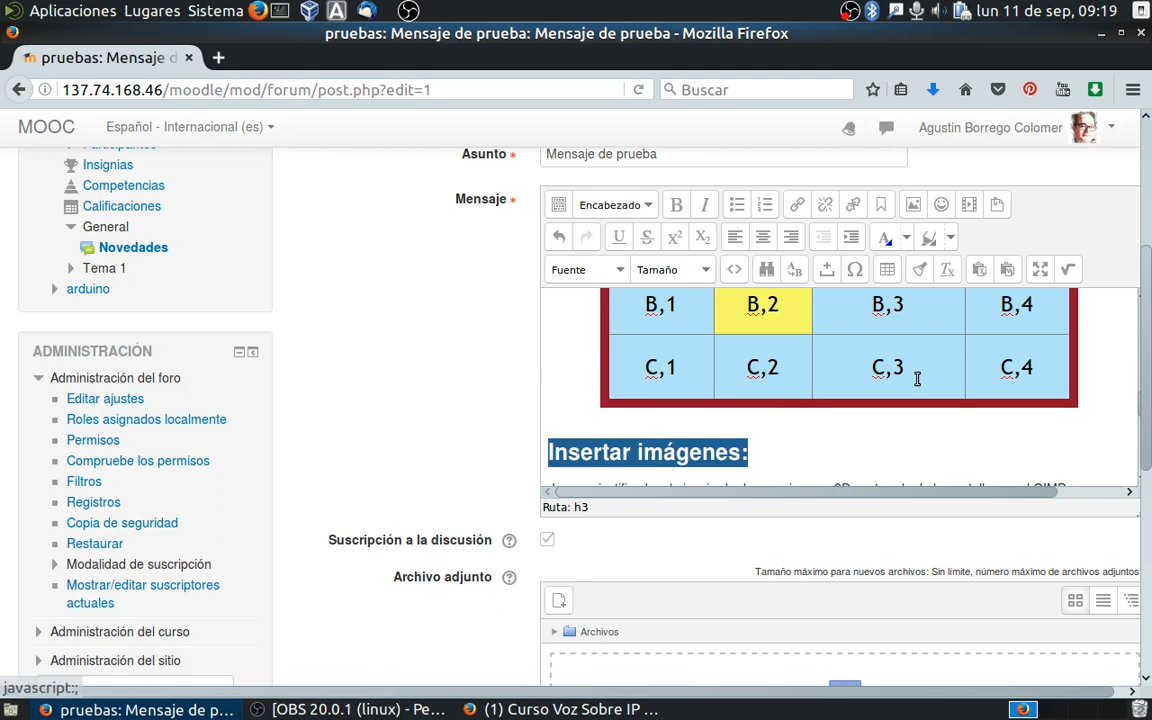 Aplicaciones Lugares Sistema lun 11 de sep, 09:19
pruebas: Mensaje de prueba: Mensaje de prueba - Mozilla Firefox
pruebas: Mensaje d
137.74.168.46/moodle/mod/forum/post.php?edit=1 Buscar
MOOC Español - Internacional (es) Agustin Borrego Colomer
Participantes
Insignias
Competencias
Calificaciones
General
Novedades
Tema 1
arduino
ADMINISTRACIÓN
Administración del foro
Editar ajustes
Roles asignados localmente
Permisos
Compruebe los permisos
Filtros
Registros
Copia de seguridad
Restaurar
Modalidad de suscripción
Mostrar/editar suscriptores
actuales
Administración del curso
Administración del sitio
Asunto * Mensaje de prueba
Mensaje *
Encabezado
Fuente Tamaño
B,1 B,2 B,3 B,4
C,1 C,2 C,3 C,4
Insertar imágenes:
Ruta: h3
Suscripción a la discusión
Archivo adjunto Tamaño máximo para nuevos archivos: Sin límite, número máximo de archivos adjuntos
Archivos
javascript:;
pruebas: Mensaje de p... [OBS 20.0.1 (linux) - Pe... (1) Curso Voz Sobre IP ...